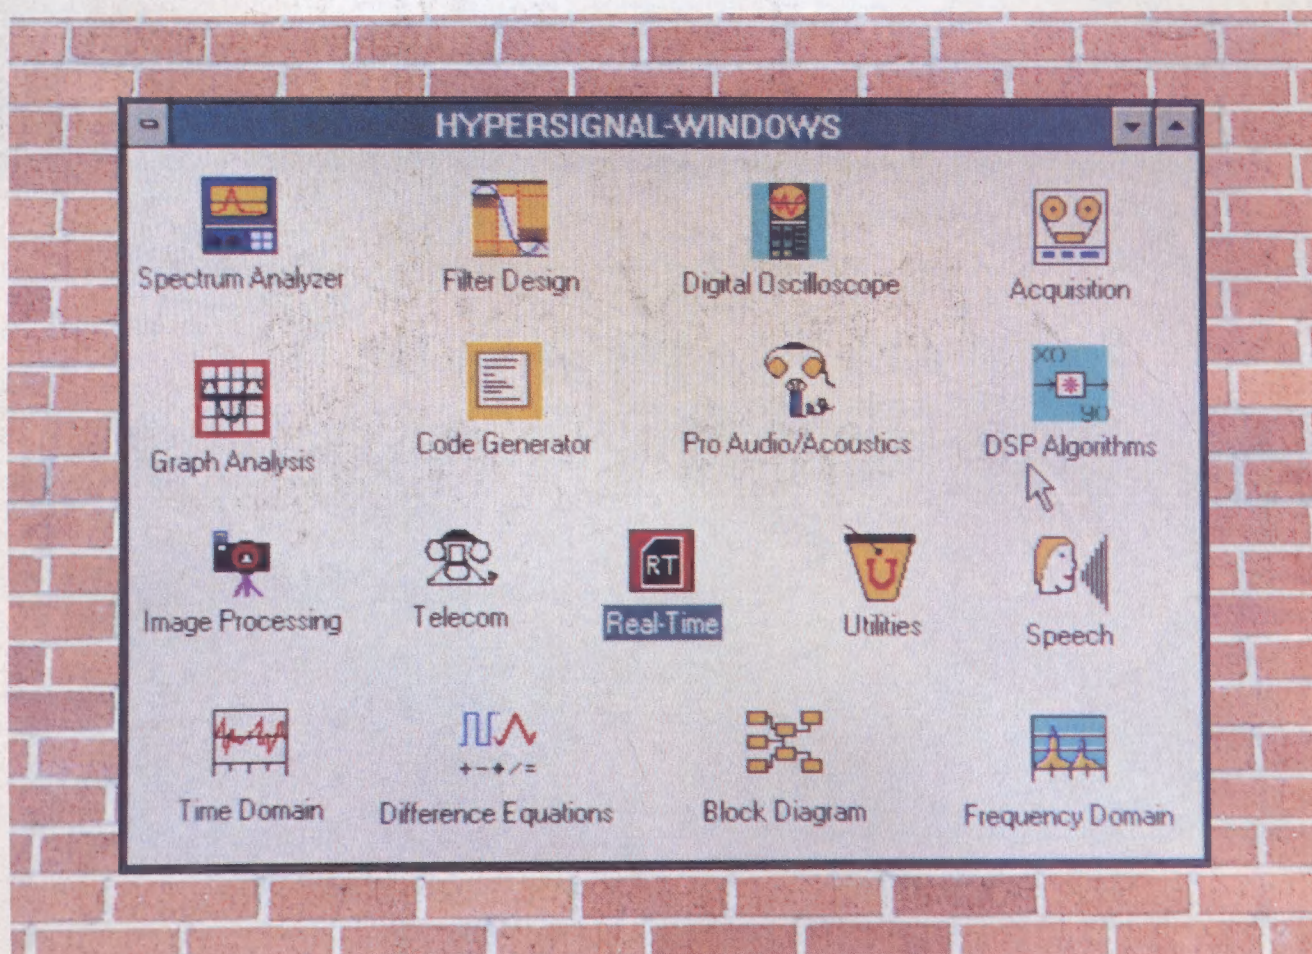 HYPERSIGNAL-WINDOWS
Spectrum Analyzer
Filter Design
Digital Oscilloscope
Acquisition
X()
y()
Graph Analysis
Code Generator
Pro Audio/Acoustics
DSP Algorithms
RT
Image Processing
Telecom
Real-Time
Utilities
Speech
+-+/=
Time Domain
Difference Equations
Block Diagram
Frequency Domain